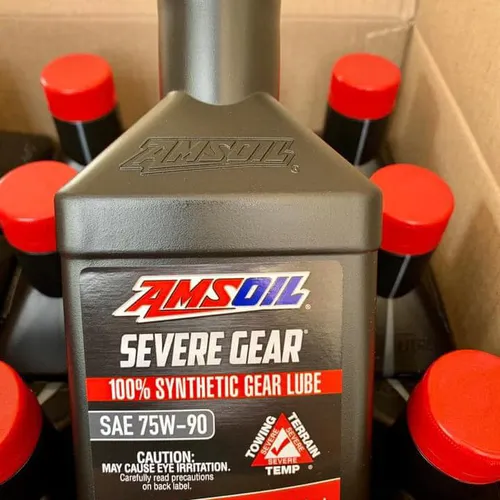 AMSOIL
AMSOIL
SEVERE GEAR®
100% SYNTHETIC GEAR LUBE
SAE 75W-90
TOWING TERRAIN TEMP
SEVERE SEVERE SEVERE
CAUTION:
MAY CAUSE EYE IRRITATION.
Carefully read precautions
on back label.